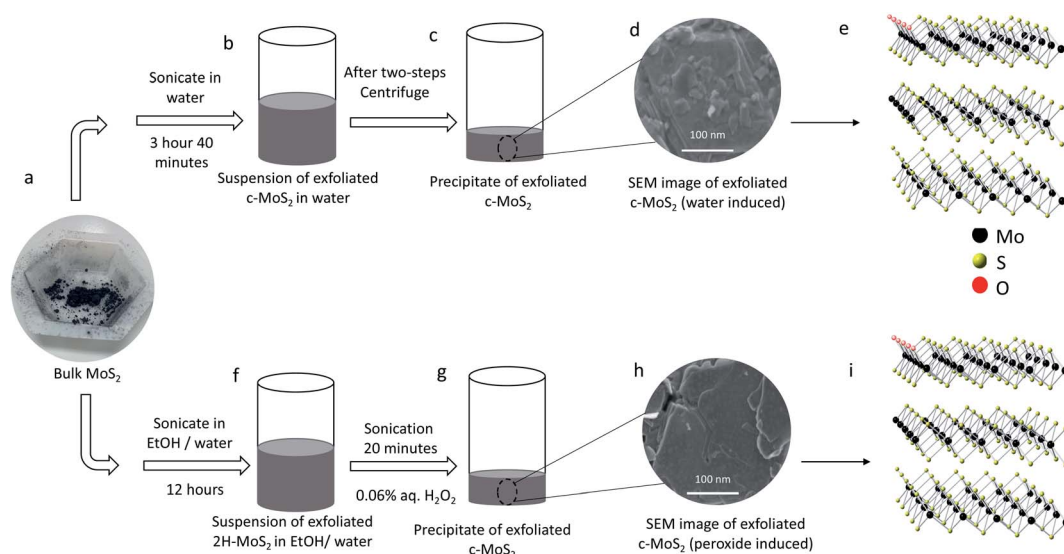 a
Bulk MoS₂
b
Sonicate in
water
3 hour 40
minutes
Suspension of exfoliated
c-MoS₂ in water
c
After two-steps
Centrifuge
Precipitate of exfoliated
c-MoS₂
d
100 nm
SEM image of exfoliated
c-MoS₂ (water induced)
e
Mo
S
O
f
Sonicate in
EtOH / water
12 hours
Suspension of exfoliated
2H-MoS₂ in EtOH/ water
g
Sonication
20 minutes
0.06% aq. H₂O₂
Precipitate of exfoliated
c-MoS₂
h
100 nm
SEM image of exfoliated
c-MoS₂ (peroxide induced)
i